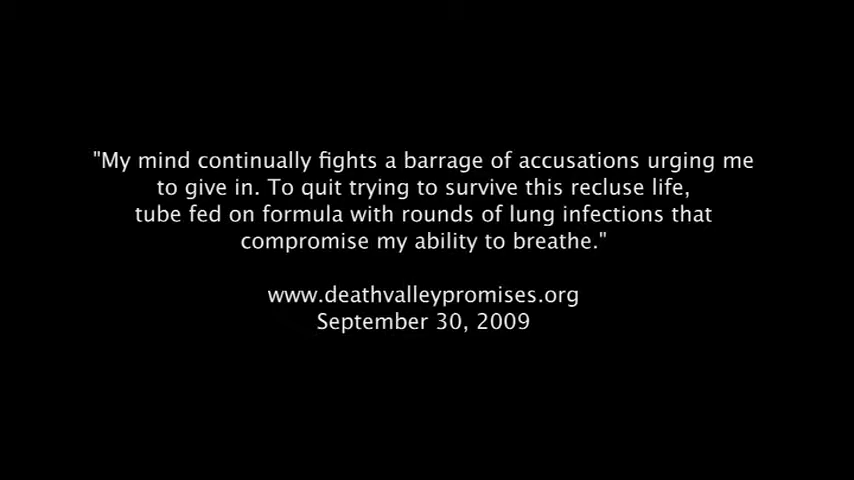 "My mind continually fights a barrage of accusations urging me
to give in. To quit trying to survive this recluse life,
tube fed on formula with rounds of lung infections that
compromise my ability to breathe."
www.deathvalleypromises.org
September 30, 2009